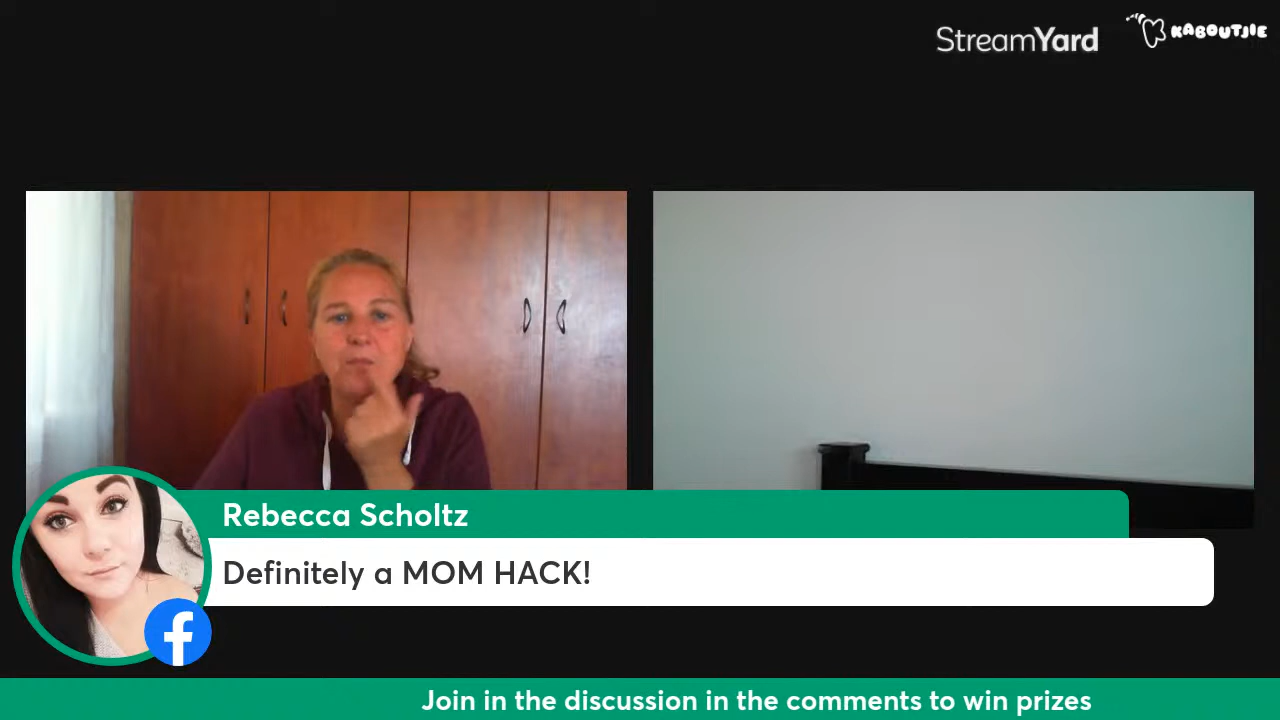 StreamYard
KABOUTJIE
Rebecca Scholtz
Definitely a MOM HACK!
Join in the discussion in the comments to win prizes